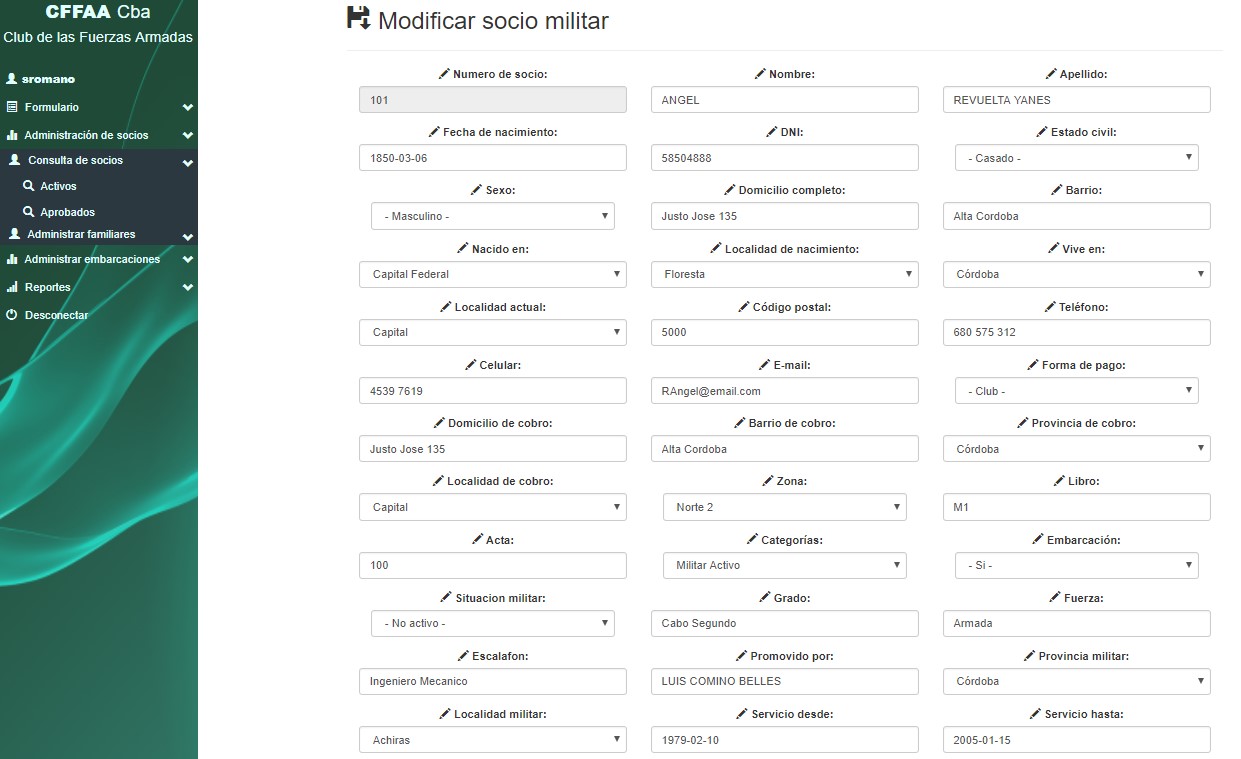 CFFAA Cba
Club de las Fuerzas Armadas
sromano
Formulario
Administración de socios
Consulta de socios
Activos
Aprobados
Administrar familiares
Administrar embarcaciones
Reportes
Desconectar
Modificar socio militar
Numero de socio: Nombre: Apellido:
101 ANGEL REVUELTA YANES
Fecha de nacimiento: DNI: Estado civil:
1850-03-06 58504888 - Casado -
Sexo: Domicilio completo: Barrio:
- Masculino - Justo Jose 135 Alta Cordoba
Nacido en: Localidad de nacimiento: Vive en:
Capital Federal Floresta Córdoba
Localidad actual: Código postal: Teléfono:
Capital 5000 680 575 312
Celular: E-mail: Forma de pago:
4539 7619 RAngel@email.com - Club -
Domicilio de cobro: Barrio de cobro: Provincia de cobro:
Justo Jose 135 Alta Cordoba Córdoba
Localidad de cobro: Zona: Libro:
Capital Norte 2 M1
Acta: Categorías: Embarcación:
100 Militar Activo - Si -
Situacion militar: Grado: Fuerza:
- No activo - Cabo Segundo Armada
Escalafon: Promovido por: Provincia militar:
Ingeniero Mecanico LUIS COMINO BELLES Córdoba
Localidad militar: Servicio desde: Servicio hasta:
Achiras 1979-02-10 2005-01-15